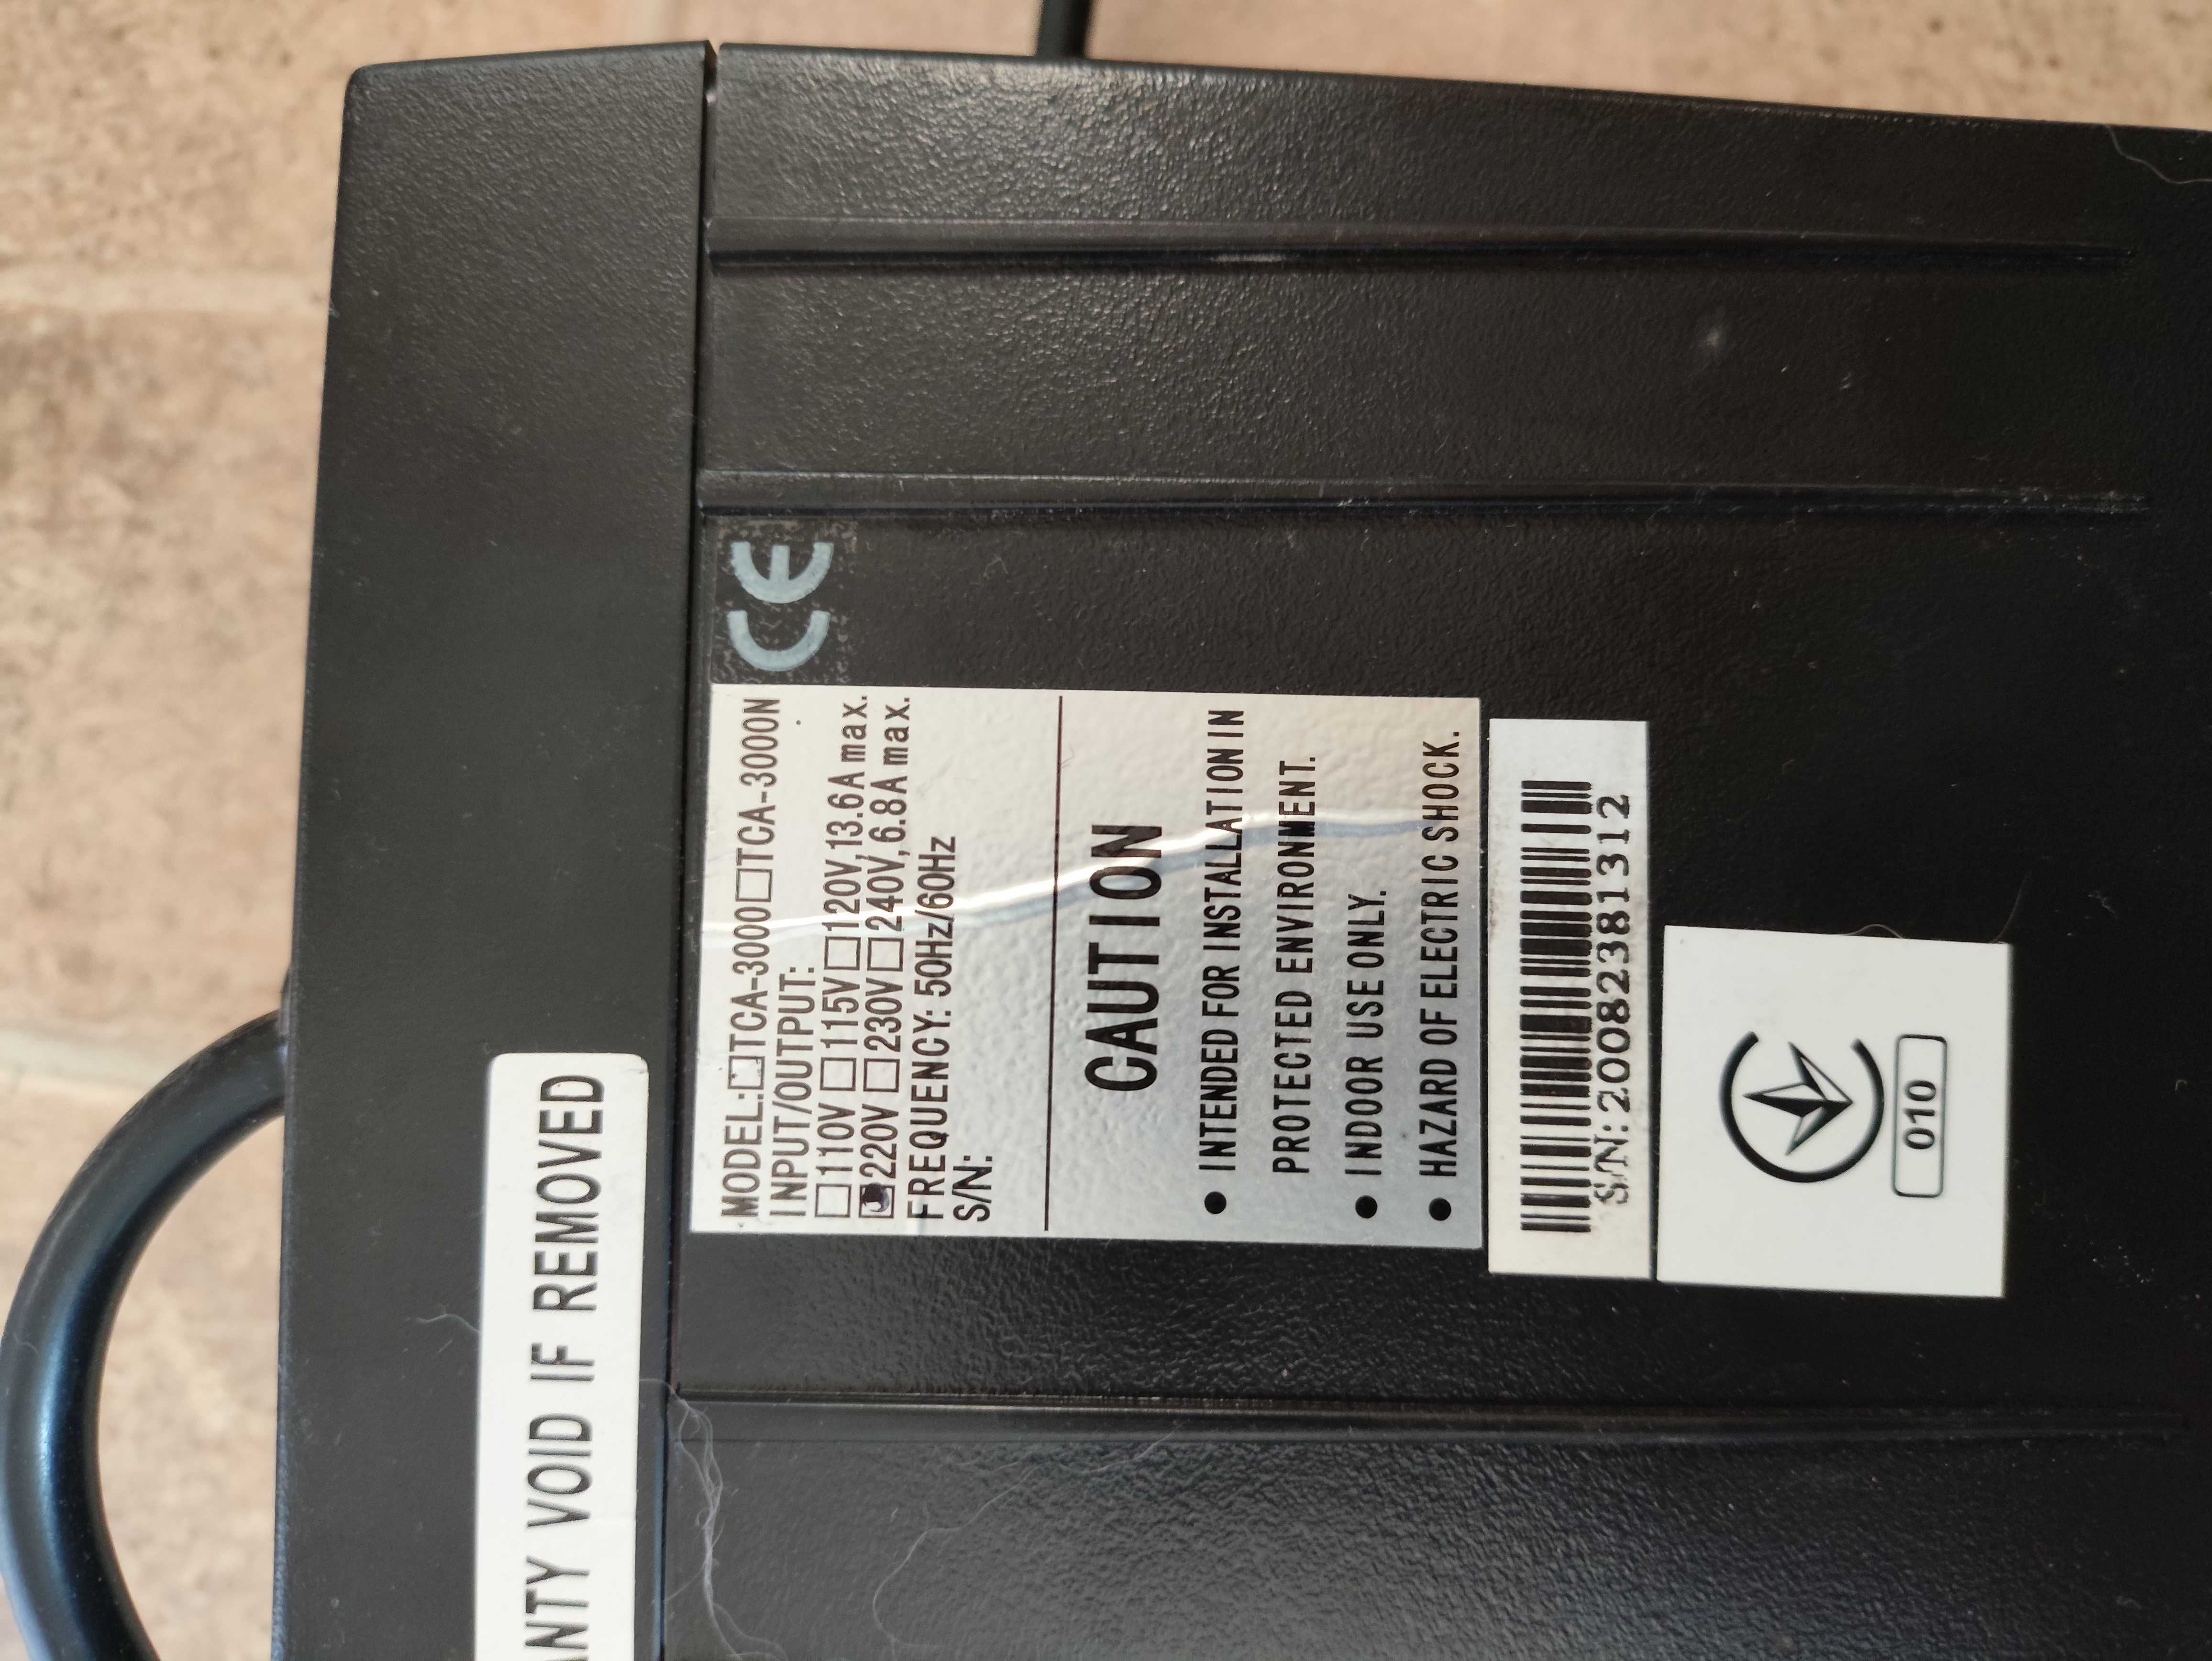 CE
MODEL:□TCA-3000□TCA-3000N
INPUT/OUTPUT:
□110V□115V□120V,13.6A max.
☑220V□230V□240V,6.8A max.
FREQUENCY: 50Hz/60Hz
S/N:
CAUTION
● INTENDED FOR INSTALLATION IN
PROTECTED ENVIRONMENT.
● INDOOR USE ONLY.
● HAZARD OF ELECTRIC SHOCK.
S/N: 20082381312
010
ANTY VOID IF REMOVED